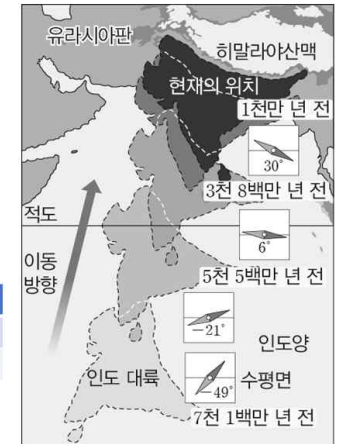 유라시아판
히말라야산맥
현재의 위치
1천만 년 전
30°
3천 8백만 년 전
적도
6°
이동
방향
5천 5백만 년 전
-21°
인도양
인도 대륙
-49°
수평면
7천 1백만 년 전